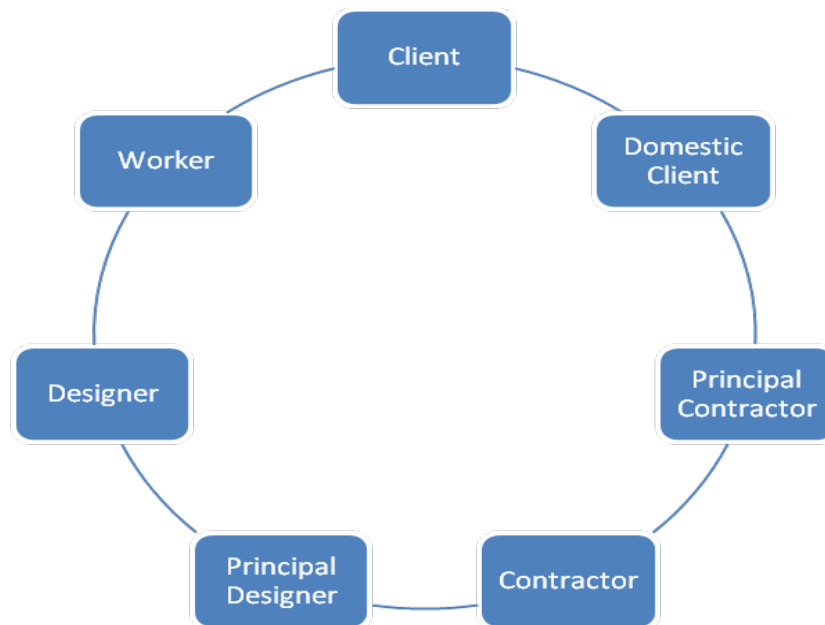 Client
Domestic
Client
Worker
Principal
Contractor
Designer
Principal
Designer
Contractor